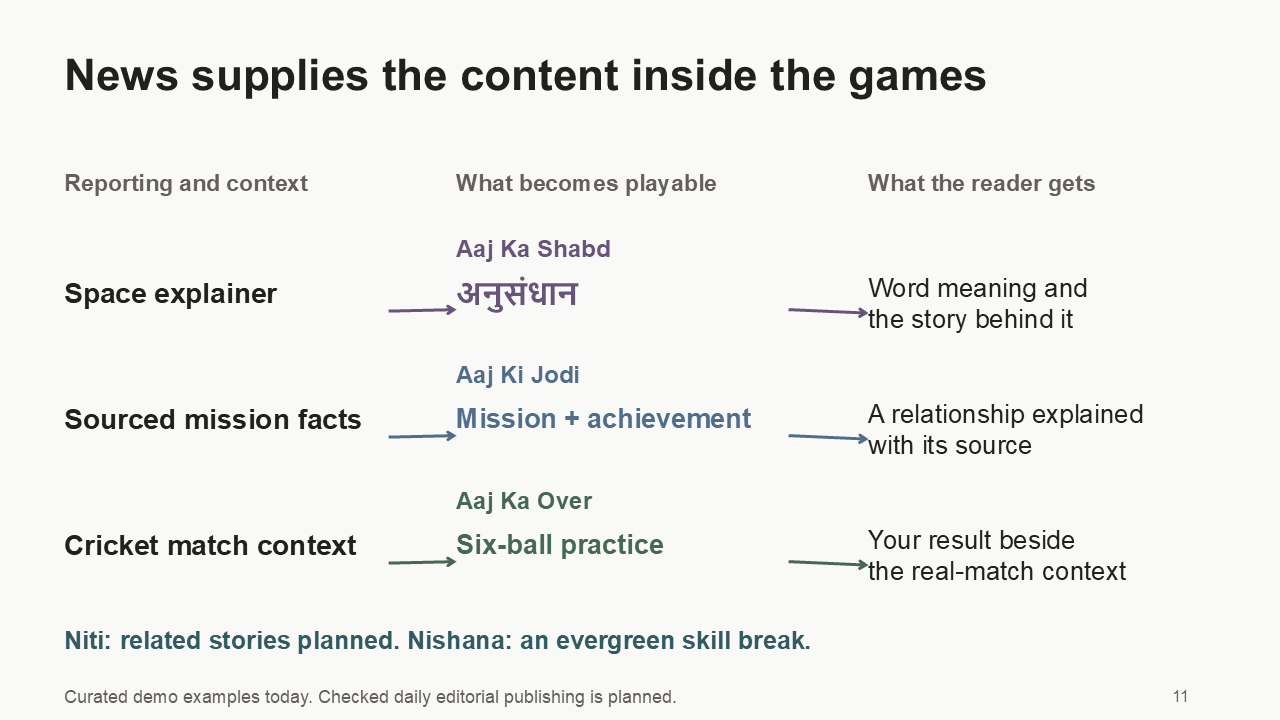 News supplies the content inside the games
Reporting and context
What becomes playable
What the reader gets
Aaj Ka Shabd
Space explainer
अनुसंधान
Word meaning and
the story behind it
Aaj Ki Jodi
Sourced mission facts
Mission + achievement
A relationship explained
with its source
Aaj Ka Over
Cricket match context
Six-ball practice
Your result beside
the real-match context
Niti: related stories planned. Nishana: an evergreen skill break.
Curated demo examples today. Checked daily editorial publishing is planned.
11